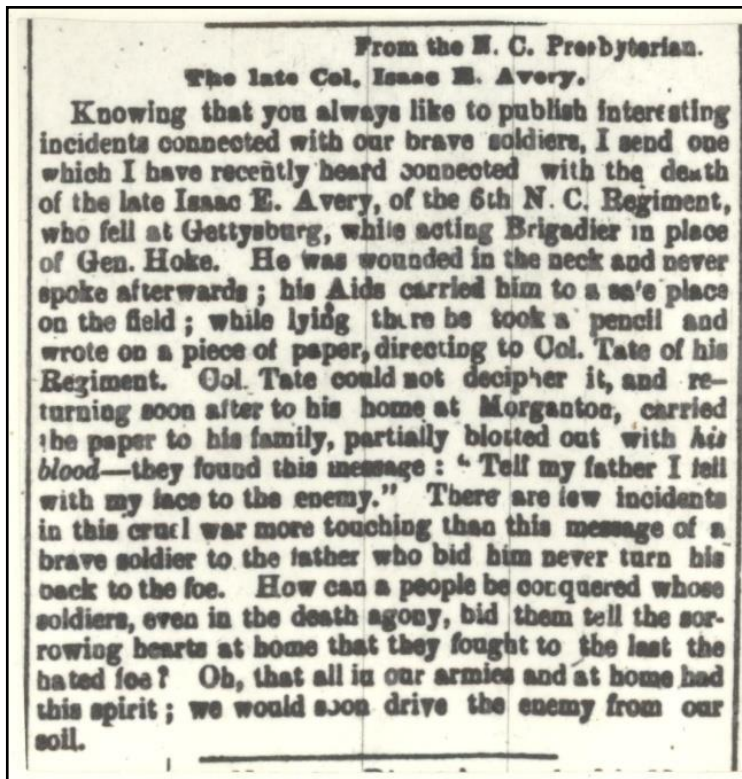 From the N. C. Presbyterian.
The late Col. Isaac E. Avery.
Knowing that you always like to publish interesting
incidents connected with our brave soldiers, I send one
which I have recently heard connected with the death
of the late Isaac E. Avery, of the 6th N. C. Regiment,
who fell at Gettysburg, while acting Brigadier in place
of Gen. Hoke. He was wounded in the neck and never
spoke afterwards; his Aids carried him to a safe place
on the field; while lying there he took a pencil and
wrote on a piece of paper, directing to Col. Tate of his
Regiment. Col. Tate could not decipher it, and re-
turning soon after to his home at Morganton, carried
the paper to his family, partially blotted out with his
blood—they found this message: "Tell my father I fell
with my face to the enemy." There are few incidents
in this cruel war more touching than this message of a
brave soldier to the father who bid him never turn his
back to the foe. How can a people be conquered whose
soldiers, even in the death agony, bid them tell the sor-
rowing hearts at home that they fought to the last the
hated foe? Oh, that all in our armies and at home had
this spirit; we would soon drive the enemy from our
soil.